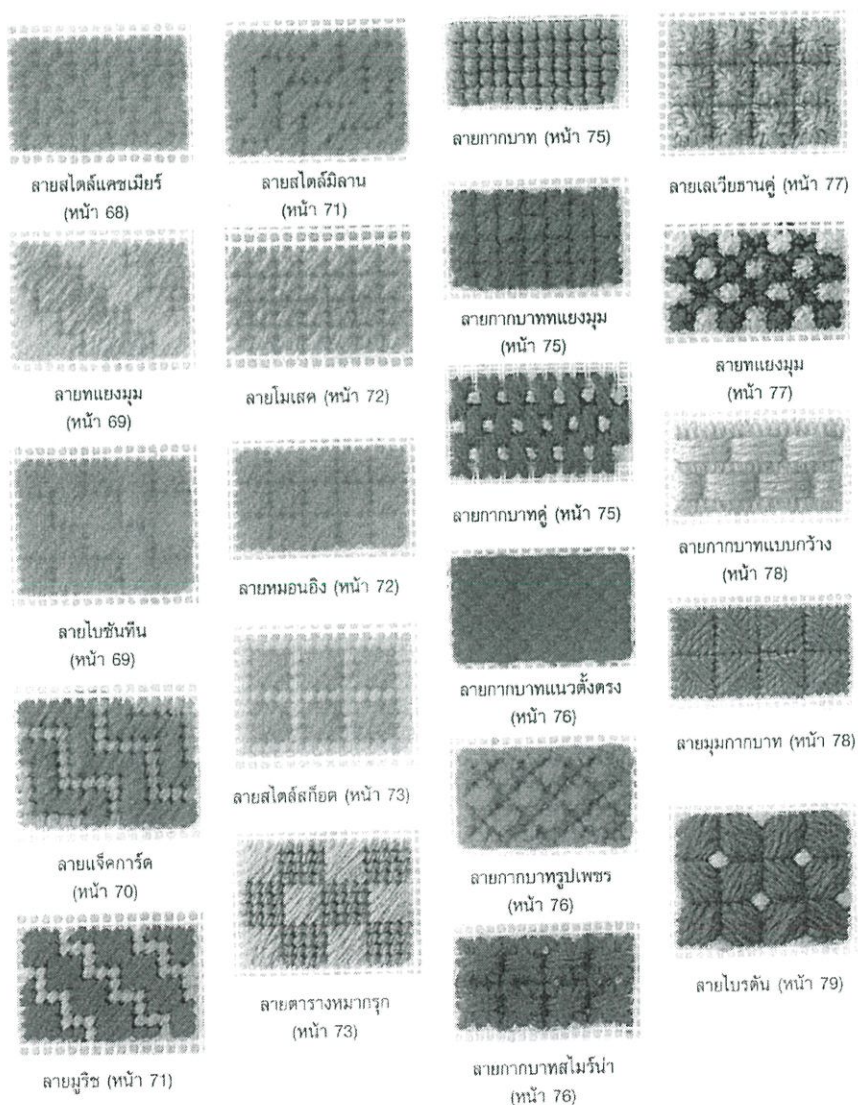 ลายสไตล์แคชเมียร์
(หน้า 68)
ลายทแยงมุม
(หน้า 69)
ลายไบซันทีน
(หน้า 69)
ลายแจ็คการ์ด
(หน้า 70)
ลายมูริช (หน้า 71)
ลายสไตล์มิลาน
(หน้า 71)
ลายโมเสค (หน้า 72)
ลายหมอนอิง (หน้า 72)
ลายสไตล์สก็อต (หน้า 73)
ลายตารางหมากรุก
(หน้า 73)
ลายกากบาท (หน้า 75)
ลายกากบาททแยงมุม
(หน้า 75)
ลายกากบาทคู่ (หน้า 75)
ลายกากบาทแนวตั้งตรง
(หน้า 76)
ลายกากบาทรูปเพชร
(หน้า 76)
ลายกากบาทสไมร์น่า
(หน้า 76)
ลายเลเวียธานคู่ (หน้า 77)
ลายทแยงมุม
(หน้า 77)
ลายกากบาทแบบกว้าง
(หน้า 78)
ลายมุมกากบาท (หน้า 78)
ลายไบรตัน (หน้า 79)